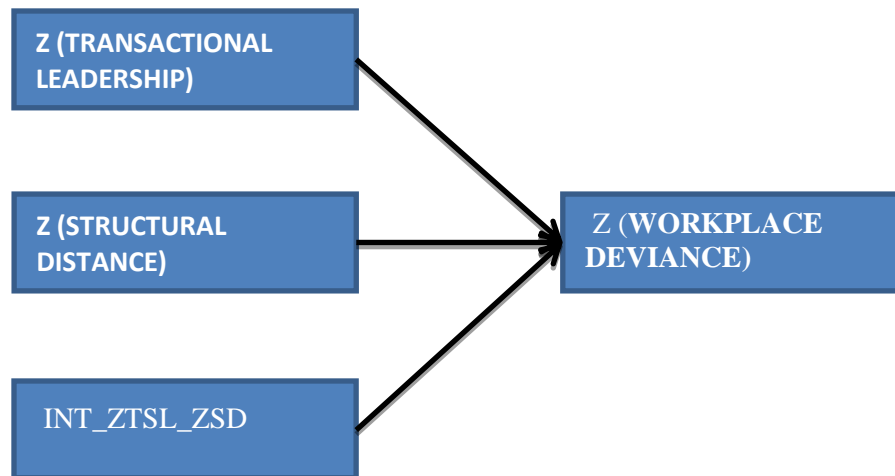 Z (TRANSACTIONAL
LEADERSHIP)
Z (STRUCTURAL
DISTANCE)
Z (WORKPLACE
DEVIANCE)
INT_ZTSL_ZSD